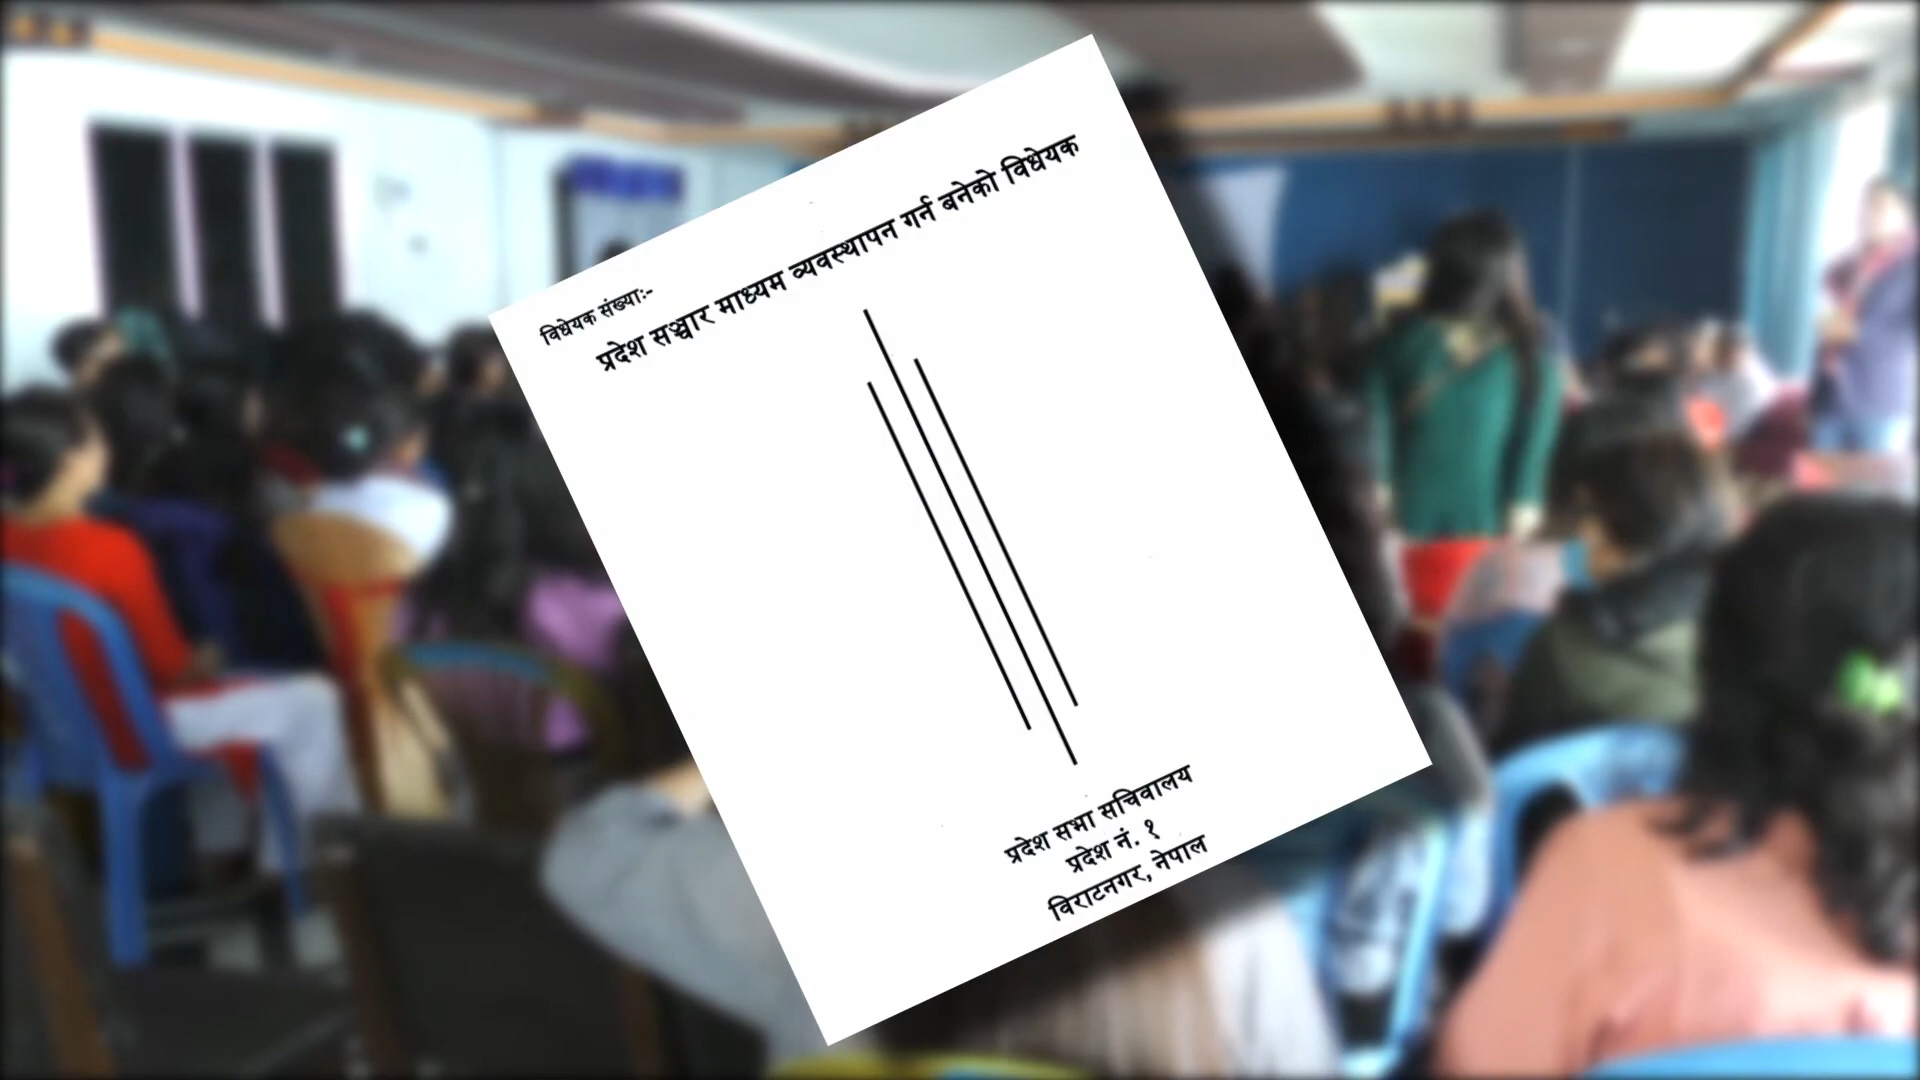 विधेयक संख्याः-
प्रदेश सञ्चार माध्यम व्यवस्थापन गर्न बनेको विधेयक
प्रदेश सभा सचिवालय
प्रदेश नं. १
विराटनगर, नेपाल